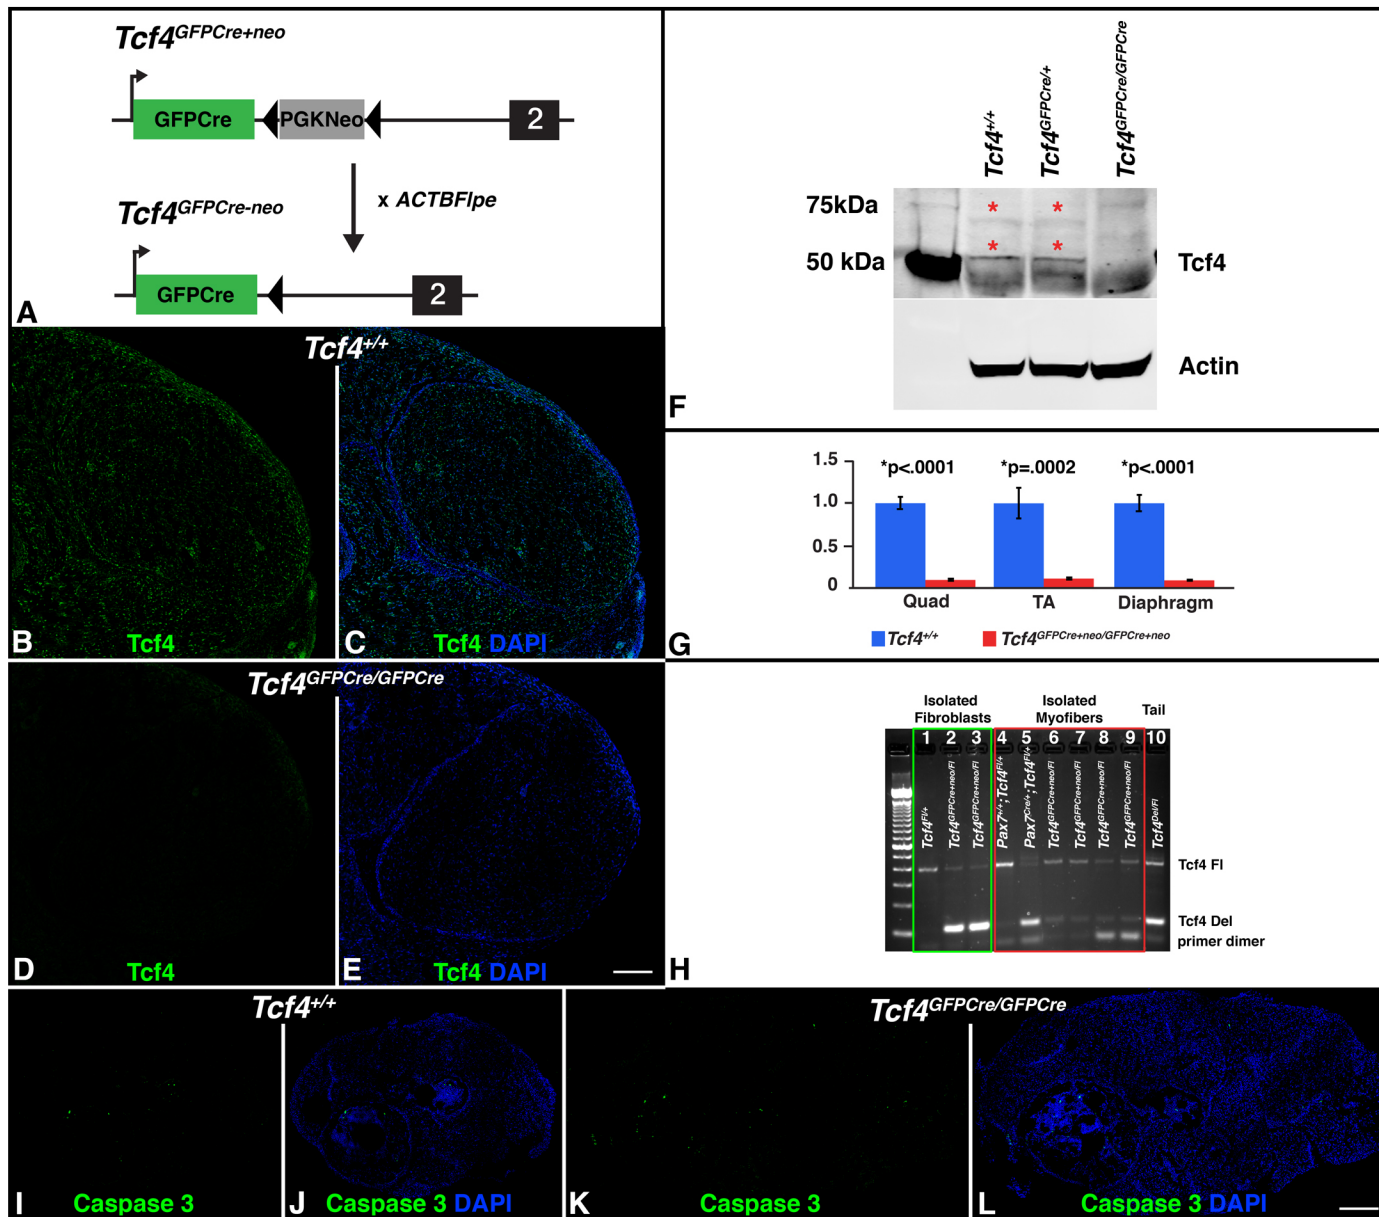 Tcf4GFPCre+neo
GFPCre
PGKNeo
2
x ACTBFlpe
Tcf4GFPCre-neo
GFPCre
2
A
Tcf4+/+
B
Tcf4
C
Tcf4 DAPI
Tcf4GFPCre/GFPCre
D
Tcf4
E
Tcf4 DAPI
Tcf4+/+
Tcf4GFPCre/+
Tcf4GFPCre/GFPCre
75kDa
* *
* *
50 kDa
Tcf4
Actin
F
1.5
1.0
0.5
0
*p<.0001
*p=.0002
*p<.0001
Quad
TA
Diaphragm
Tcf4+/+
Tcf4GFPCre+neo/GFPCre+neo
G
Isolated
Fibroblasts
Isolated
Myofibers
Tail
1 2 3 4 5 6 7 8 9 10
Tcf4Fl/+
Tcf4GFPCre+neo/Fl
Tcf4GFPCre+neo/Fl
Pax7+/+;Tcf4Fl/+
Pax7Cre/+;Tcf4Fl/+
Tcf4GFPCre+neo/Fl
Tcf4GFPCre+neo/Fl
Tcf4GFPCre+neo/Fl
Tcf4GFPCre+neo/Fl
Tcf4Del/Fl
Tcf4 Fl
Tcf4 Del
primer dimer
H
Tcf4+/+
I
Caspase 3
J
Caspase 3 DAPI
Tcf4GFPCre/GFPCre
K
Caspase 3
L
Caspase 3 DAPI